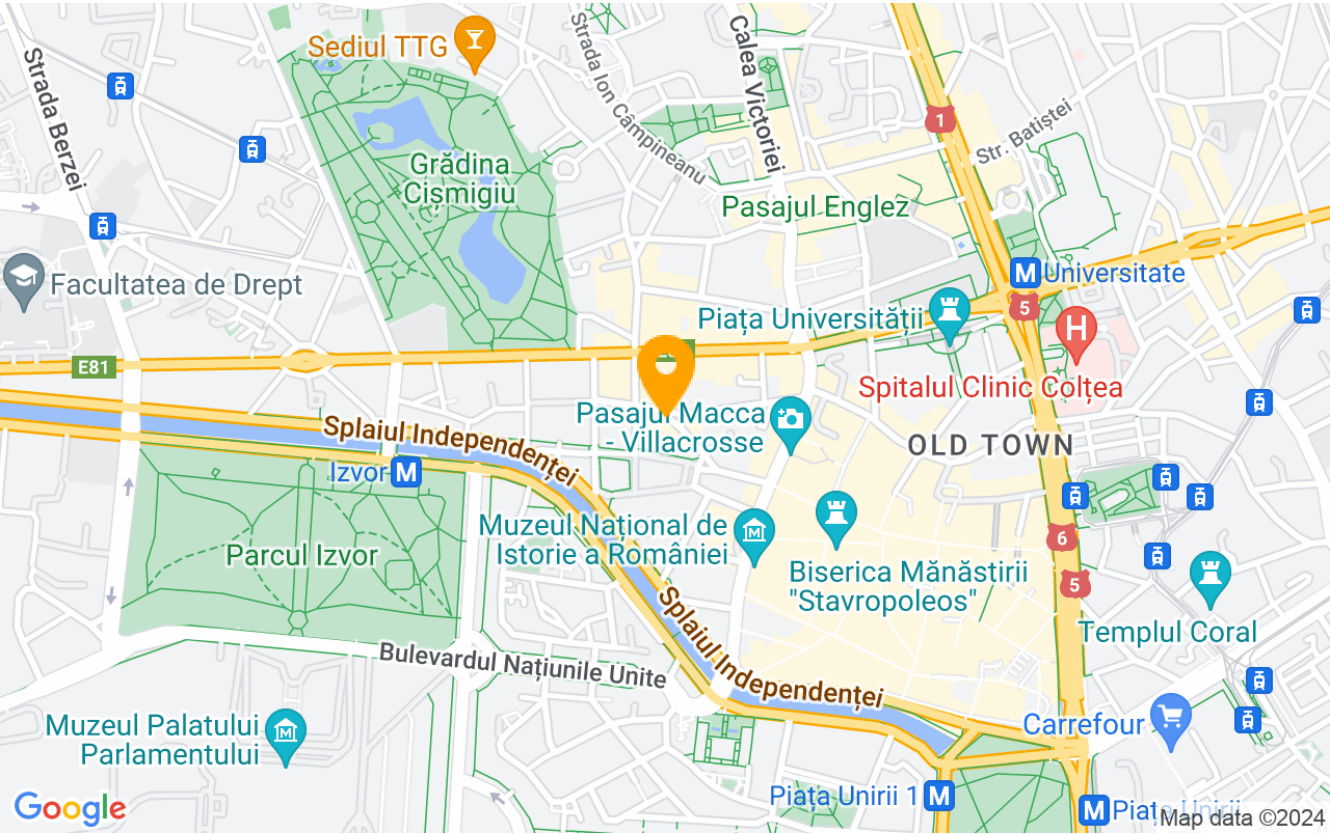 Sediul TTG
Strada Ion Câmpineanu
Calea Victoriei
Strada Berzei
1
Str. Batiștei
Grădina
Cișmigiu
Pasajul Englez
Facultatea de Drept
M Universitate
5
Piața Universității
H
E81
Spitalul Clinic Colțea
Pasajul Macca
- Villacrosse
OLD TOWN
Splaiul Independenței
Izvor M
Muzeul Național de
Istorie a României
6
Parcul Izvor
Biserica Mănăstirii
"Stavropoleos"
5
Splaiul Independenței
Templul Coral
Bulevardul Națiunile Unite
Muzeul Palatului
Parlamentului
Carrefour
Piața Unirii 1 M
M Piața Unirii
Google
Map data ©2024